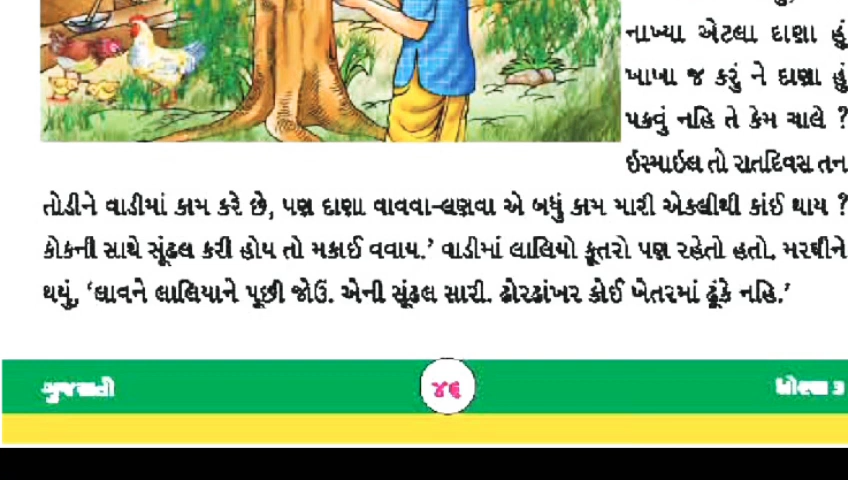 નાખ્યા એટલા દાણા હું
ખાખા જ કરું ને દાણા હું
પકવું નહિ તે કેમ ચાલે ?
ઈસ્માઈલ તો રાતદિવસ તન
તોડીને વાડીમાં કામ કરે છે, પણ દાણા વાવવા-લણવા એ બધું કામ મારી એકલીથી કાંઈ થાય ?
કોકની સાથે સૂંઢલ કરી હોય તો મકાઈ વવાય.’ વાડીમાં લાલિયો કૂતરો પણ રહેતો હતો. મરઘીને
થયું, ‘લાવને લાલિયાને પૂછી જોઉં. એની સૂંઢલ સારી. ઢોરઢાંખર કોઈ ખેતરમાં ઢૂંકે નહિ.’
ગુજરાતી
૪૬
ધોરણ ૩